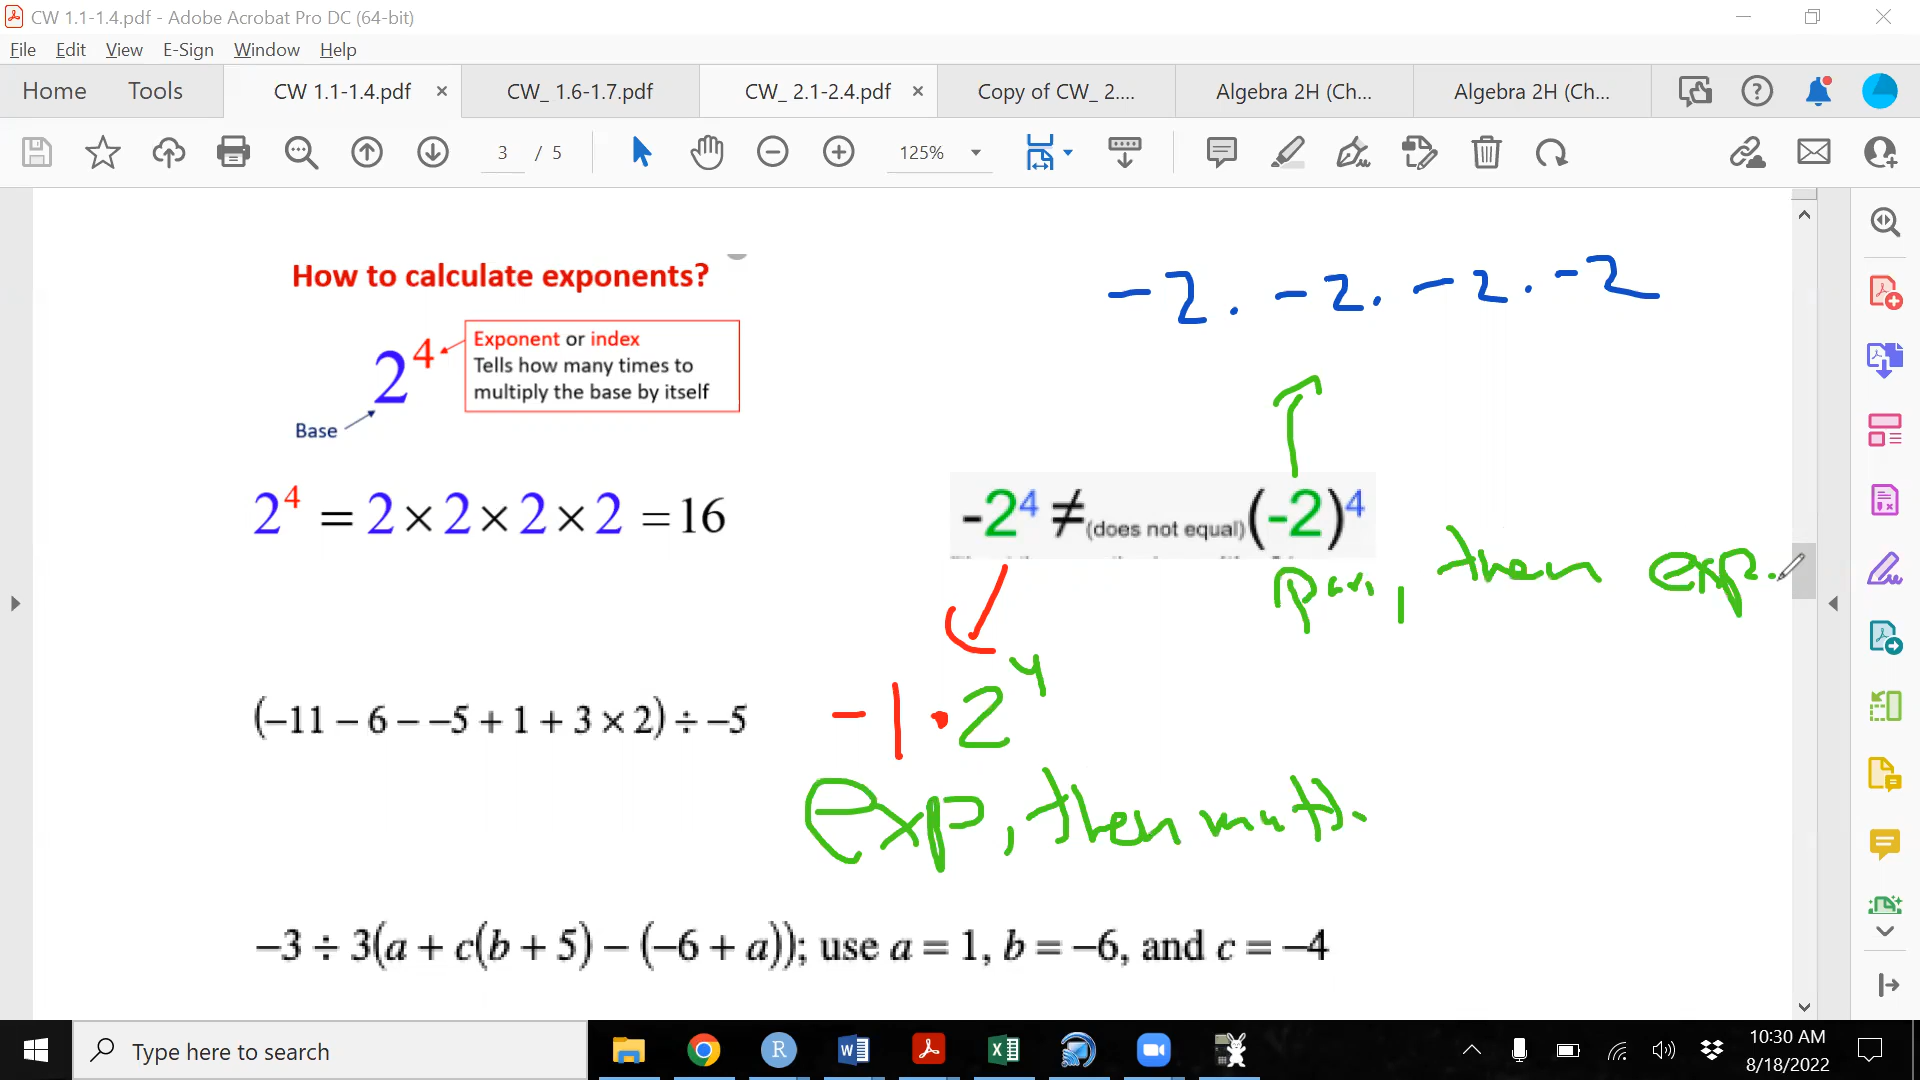 CW 1.1-1.4.pdf - Adobe Acrobat Pro DC (64-bit)
File Edit View E-Sign Window Help
Home Tools CW 1.1-1.4.pdf × CW_ 1.6-1.7.pdf CW_ 2.1-2.4.pdf × Copy of CW_ 2.... Algebra 2H (Ch... Algebra 2H (Ch...
3 / 5 125%
How to calculate exponents?
-2 · -2 · -2 · -2
2⁴
Exponent or index
Tells how many times to
multiply the base by itself
Base
2⁴ = 2 × 2 × 2 × 2 = 16
-2⁴ ≠ (does not equal) (-2)⁴
then exp.
(−11 − 6 − −5 + 1 + 3 × 2) ÷ −5
-1 · 2⁴
exp, then mult.
−3 ÷ 3(a + c(b + 5) − (−6 + a)); use a = 1, b = −6, and c = −4
Type here to search
10:30 AM
8/18/2022